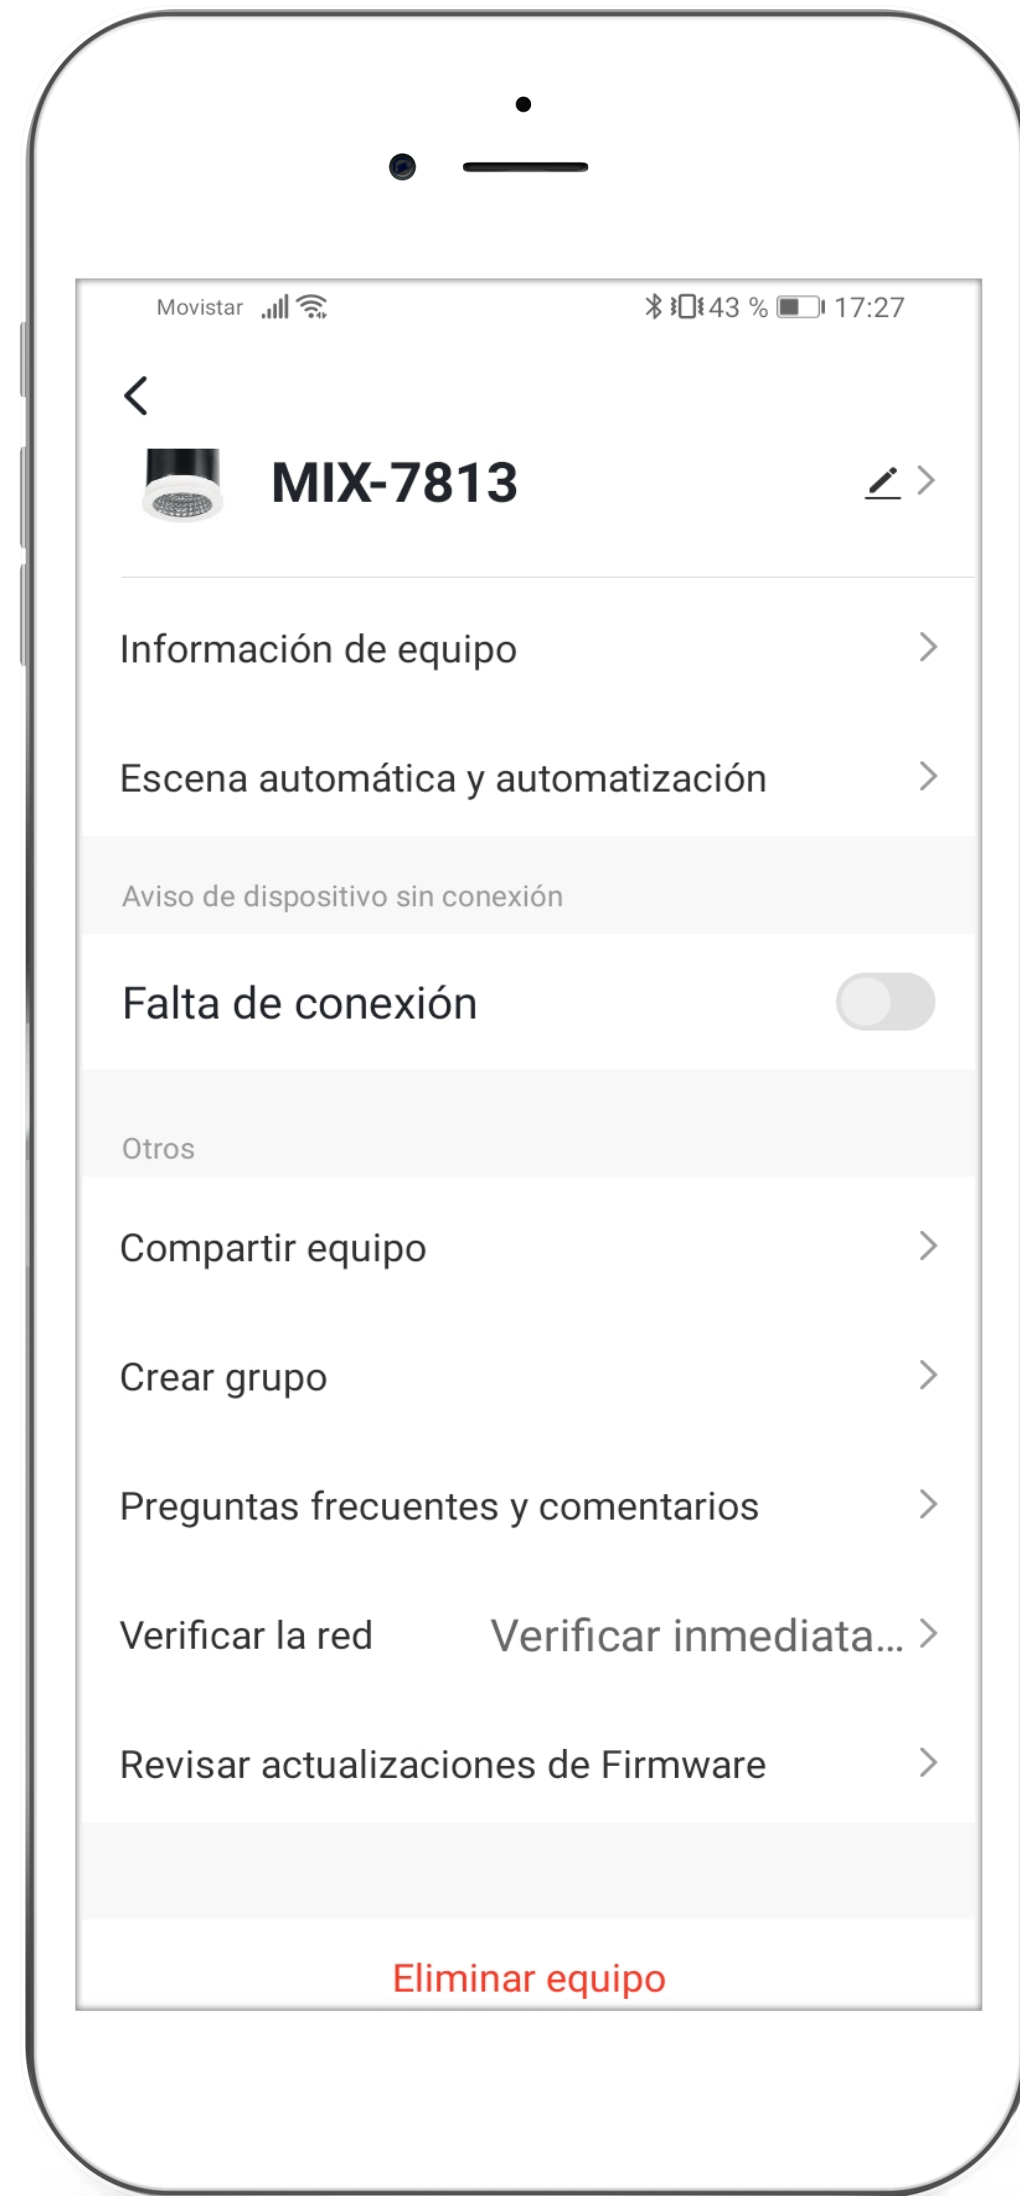 Movistar 43 % 17:27
MIX-7813
Información de equipo
Escena automática y automatización
Aviso de dispositivo sin conexión
Falta de conexión
Otros
Compartir equipo
Crear grupo
Preguntas frecuentes y comentarios
Verificar la red Verificar inmediata...
Revisar actualizaciones de Firmware
Eliminar equipo